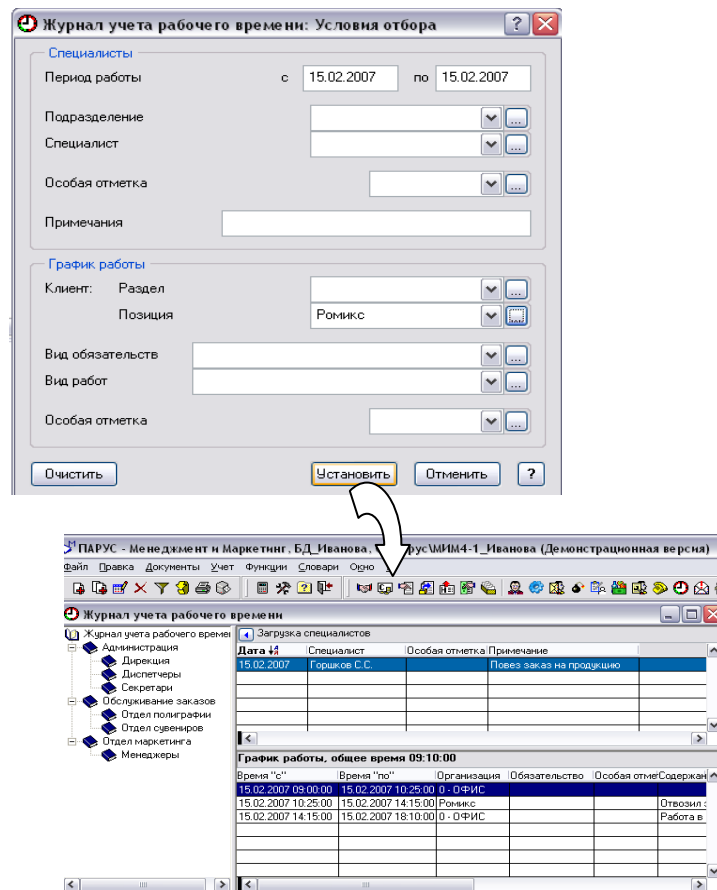 Журнал учета рабочего времени: Условия отбора
Специалисты
Период работы с 15.02.2007 по 15.02.2007
Подразделение
Специалист
Особая отметка
Примечания
График работы
Клиент: Раздел
Позиция Ромикс
Вид обязательств
Вид работ
Особая отметка
Очистить Установить Отменить ?
ПАРУС - Менеджмент и Маркетинг, БД_Иванова, рус\МИМ4-1_Иванова (Демонстрационная версия)
Файл Правка Документы Учет Функции Словари Окно
Журнал учета рабочего времени
Журнал учета рабочего времен Загрузка специалистов
Администрация
Дирекция
Диспетчеры
Секретари
Обслуживание заказов
Отдел полиграфии
Отдел сувениров
Отдел маркетинга
Менеджеры
Дата Специалист Особая отметка Примечание
15.02.2007 Горшков С.С. Повез заказ на продукцию
График работы, общее время 09:10:00
Время "с" Время "по" Организация Обязательство Особая отме Содержан
15.02.2007 09:00:00 15.02.2007 10:25:00 0 - ОФИС
15.02.2007 10:25:00 15.02.2007 14:15:00 Ромикс Отвозил
15.02.2007 14:15:00 15.02.2007 18:10:00 0 - ОФИС Работа в